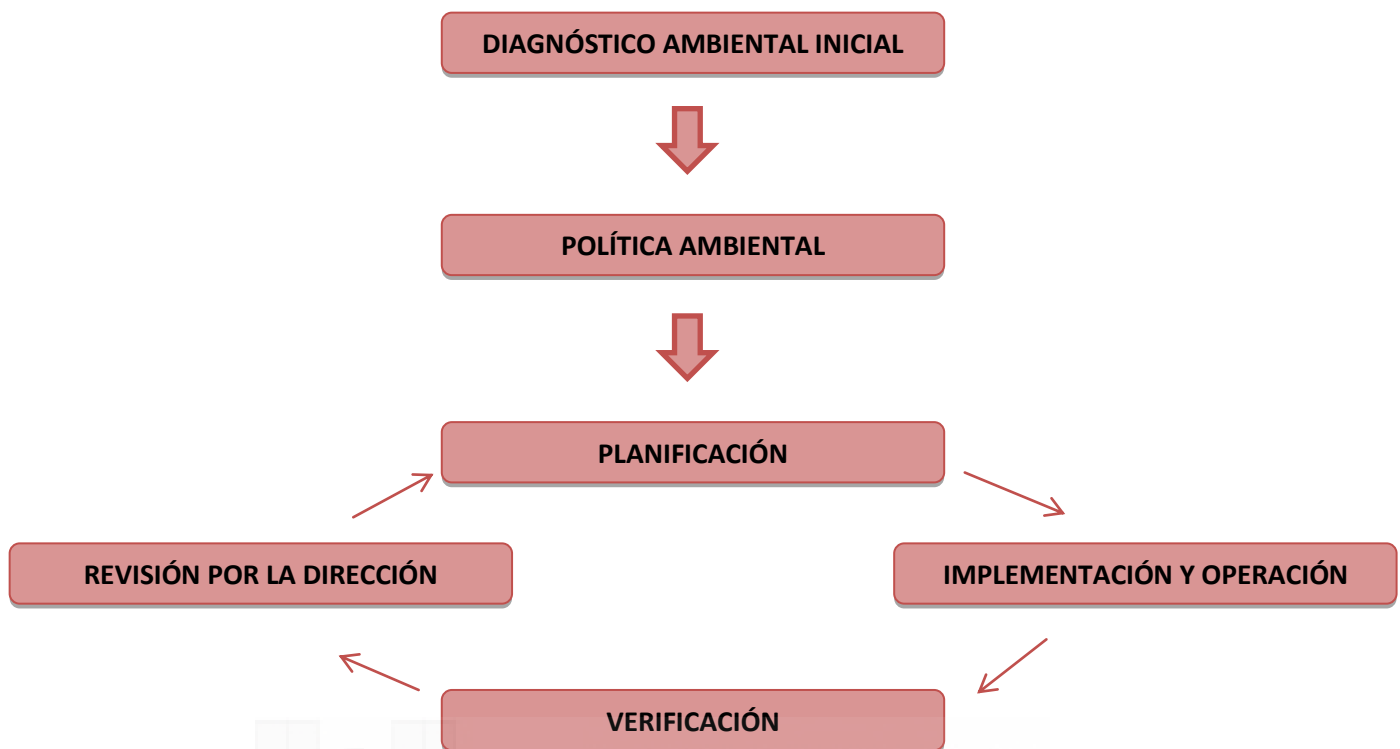 DIAGNÓSTICO AMBIENTAL INICIAL
POLÍTICA AMBIENTAL
PLANIFICACIÓN
REVISIÓN POR LA DIRECCIÓN
IMPLEMENTACIÓN Y OPERACIÓN
VERIFICACIÓN